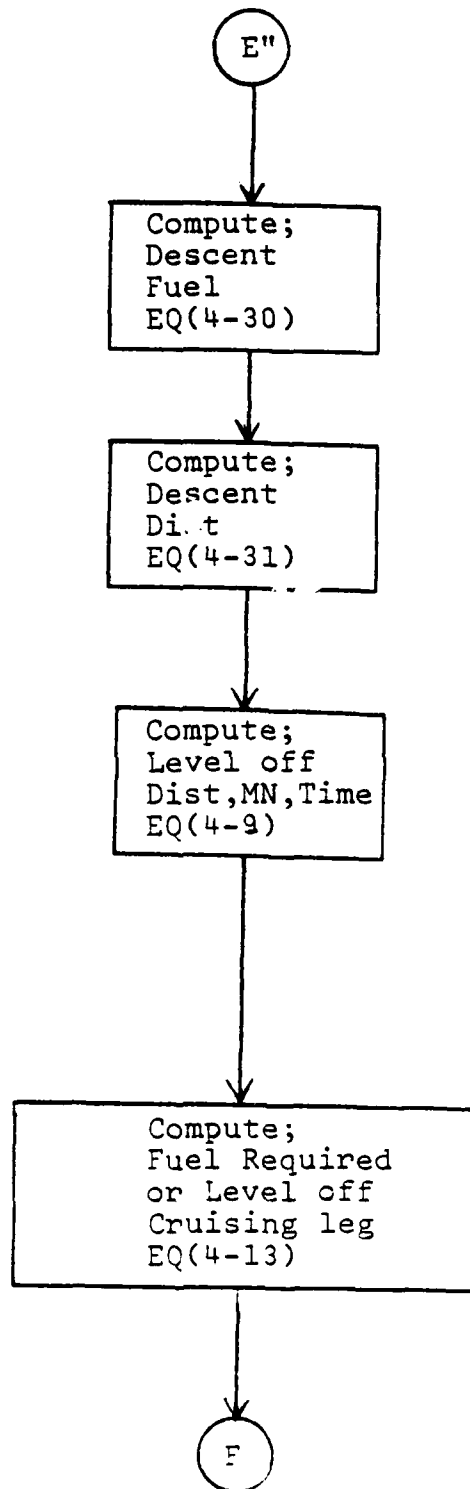 E"
Compute;
Descent
Fuel
EQ(4-30)
Compute;
Descent
EQ(4-31)
Compute;
Level off
Dist,MN,Time
EQ(4-9)
Compute;
Fuel Required
or Level off
Cruising leg
EQ(4-13)
F